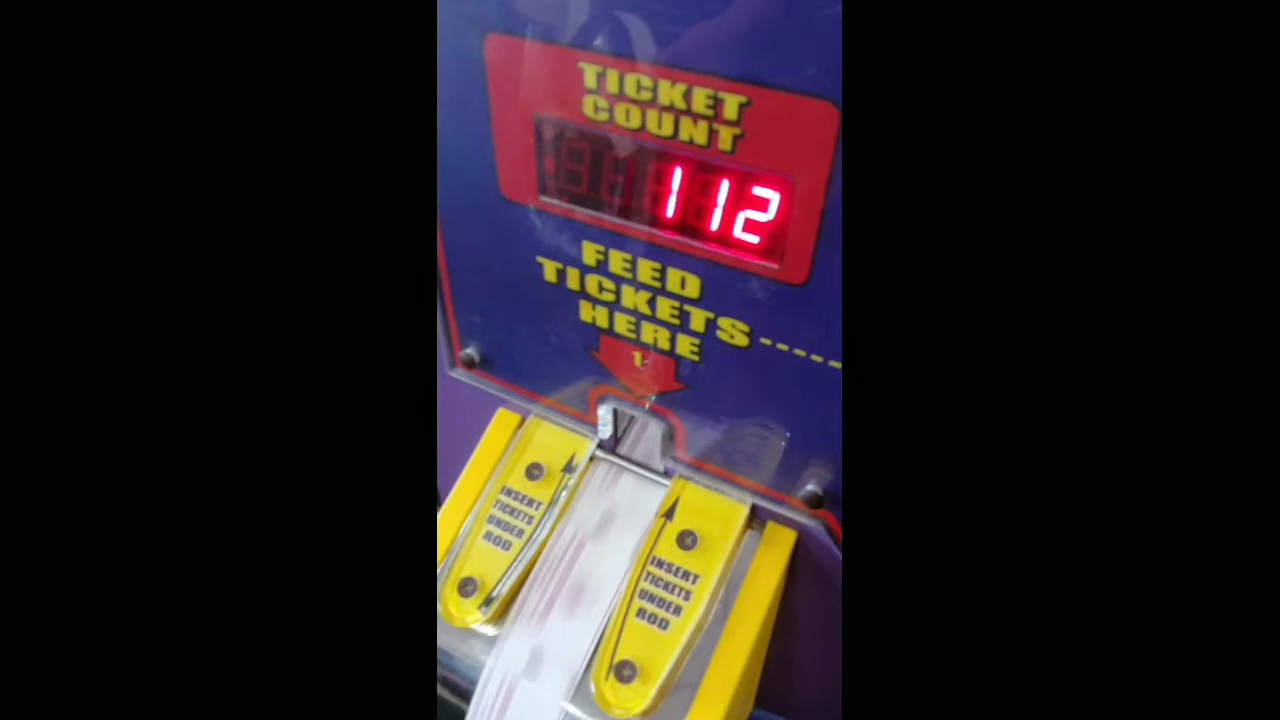 TICKET
COUNT
112
FEED
TICKETS
HERE
INSERT
TICKETS
UNDER
ROD
INSERT
TICKETS
UNDER
ROD